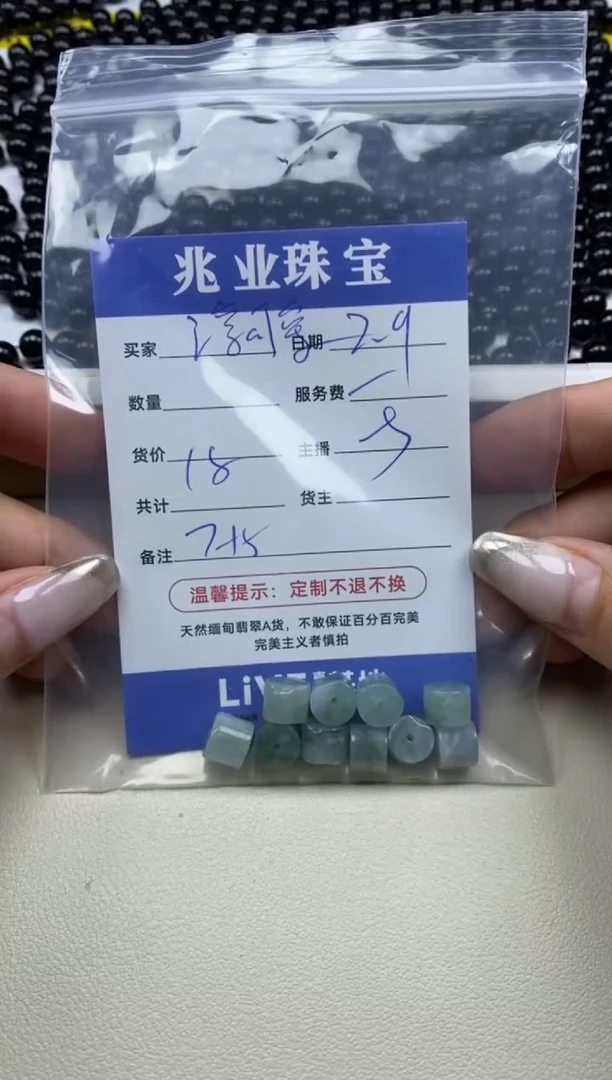 兆业珠宝
买家 日期 2-9
数量 服务费
货价 18 主播
共计 货主
备注 7+5
温馨提示：定制不退不换
天然缅甸翡翠A货，不敢保证百分百完美
完美主义者慎拍